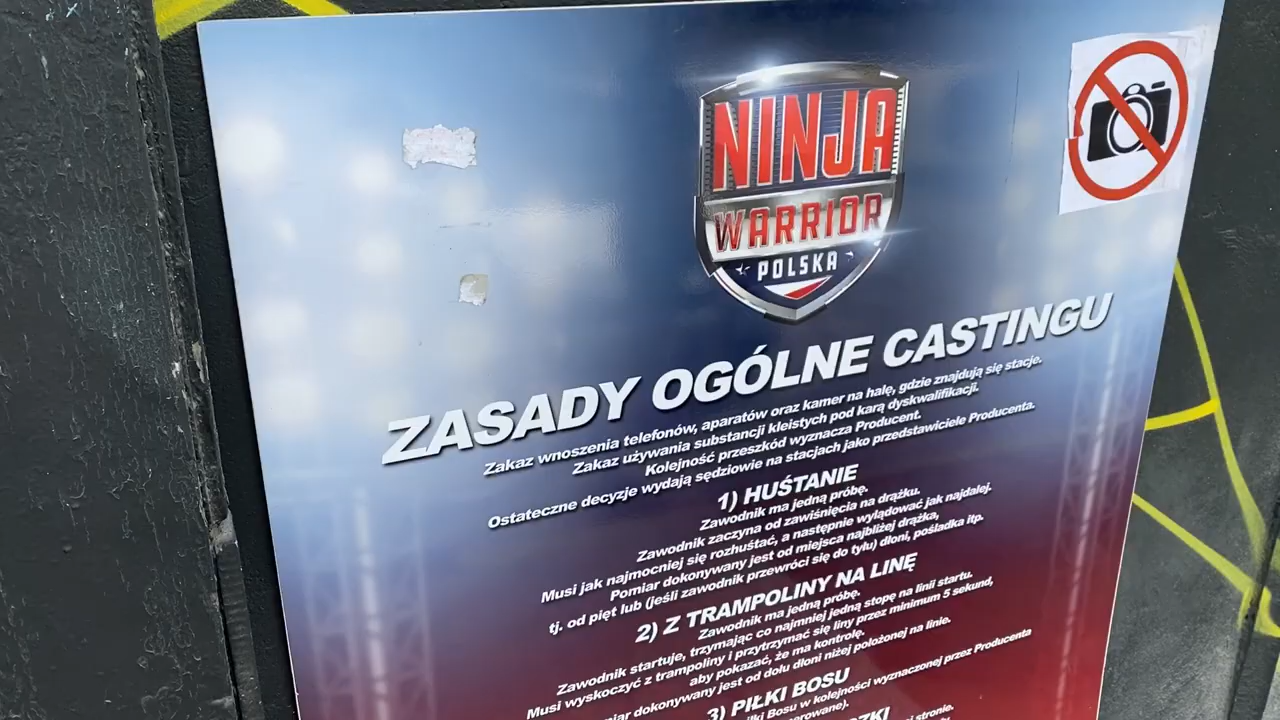 NINJA
WARRIOR
POLSKA
ZASADY OGÓLNE CASTINGU
Zakaz wnoszenia telefonów, aparatów oraz kamer na halę, gdzie znajdują się stacje.
Zakaz używania substancji kleistych pod karą dyskwalifikacji.
Kolejność przeszkód wyznacza Producent.
Ostateczne decyzje wydają sędziowie na stacjach jako przedstawiciele Producenta.
1) HUŚTANIE
Zawodnik ma jedną próbę.
Zawodnik zaczyna od zawiśnięcia na drążku.
Musi jak najmocniej się rozhuśtać, a następnie wylądować jak najdalej.
Pomiar dokonywany jest od miejsca najbliżej drążka,
tj. od pięt lub (jeśli zawodnik przewróci się do tyłu) dłoni, pośladka itp.
2) Z TRAMPOLINY NA LINĘ
Zawodnik ma jedną próbę.
Zawodnik startuje, trzymając co najmniej jedną stopę na linii startu.
Musi wyskoczyć z trampoliny i przytrzymać się liny przez minimum 5 sekund,
aby pokazać, że ma kontrolę.
dokonywany jest od dołu dłoni niżej położonej na linie.
3) PIŁKI BOSU
Bosu w kolejności wyznaczonej przez Producenta
stronie.